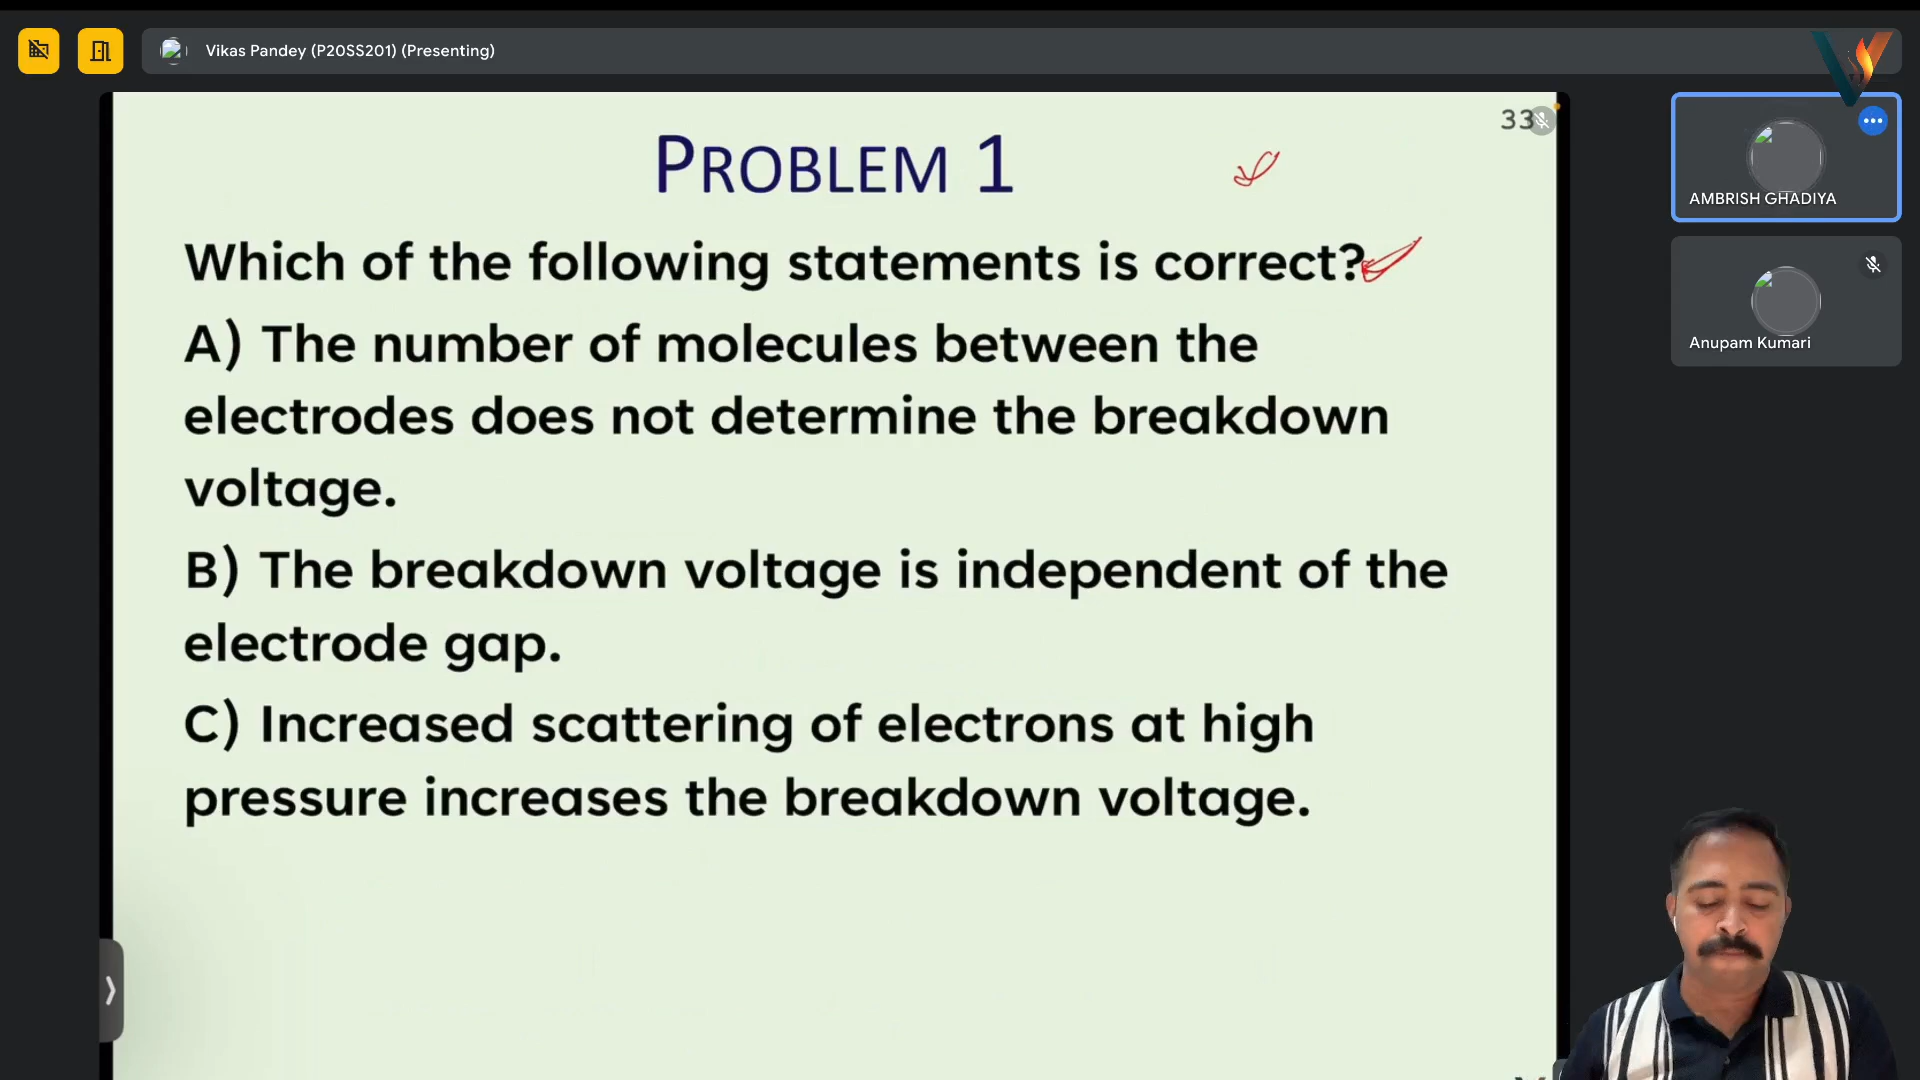 Vikas Pandey (P20SS201) (Presenting)
33
PROBLEM 1
Which of the following statements is correct?
A) The number of molecules between the
electrodes does not determine the breakdown
voltage.
B) The breakdown voltage is independent of the
electrode gap.
C) Increased scattering of electrons at high
pressure increases the breakdown voltage.
AMBRISH GHADIYA
Anupam Kumari